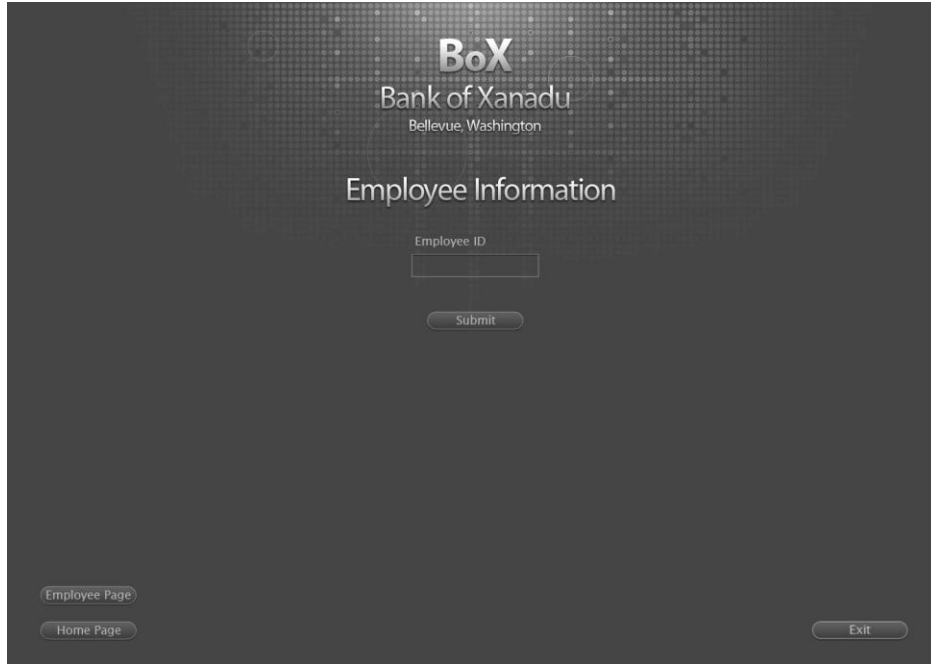 BoX
Bank of Xanadu
Bellevue, Washington
Employee Information
Employee ID
Submit
Employee Page
Home Page
Exit